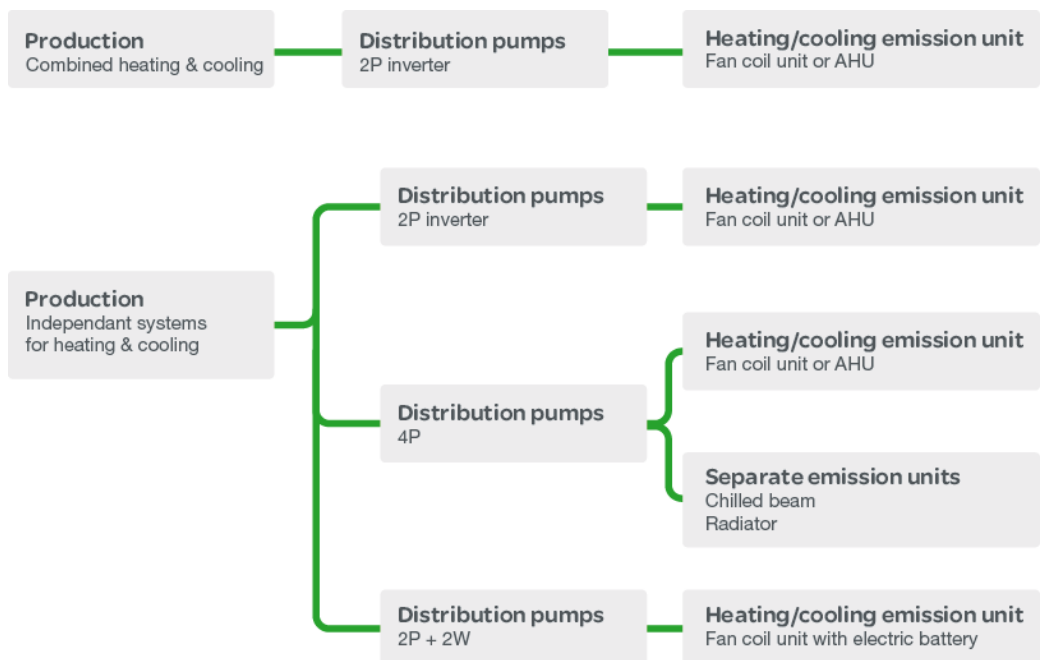 Production
Combined heating & cooling
Distribution pumps
2P inverter
Heating/cooling emission unit
Fan coil unit or AHU
Production
Independant systems
for heating & cooling
Distribution pumps
2P inverter
Heating/cooling emission unit
Fan coil unit or AHU
Distribution pumps
4P
Heating/cooling emission unit
Fan coil unit or AHU
Separate emission units
Chilled beam
Radiator
Distribution pumps
2P + 2W
Heating/cooling emission unit
Fan coil unit with electric battery